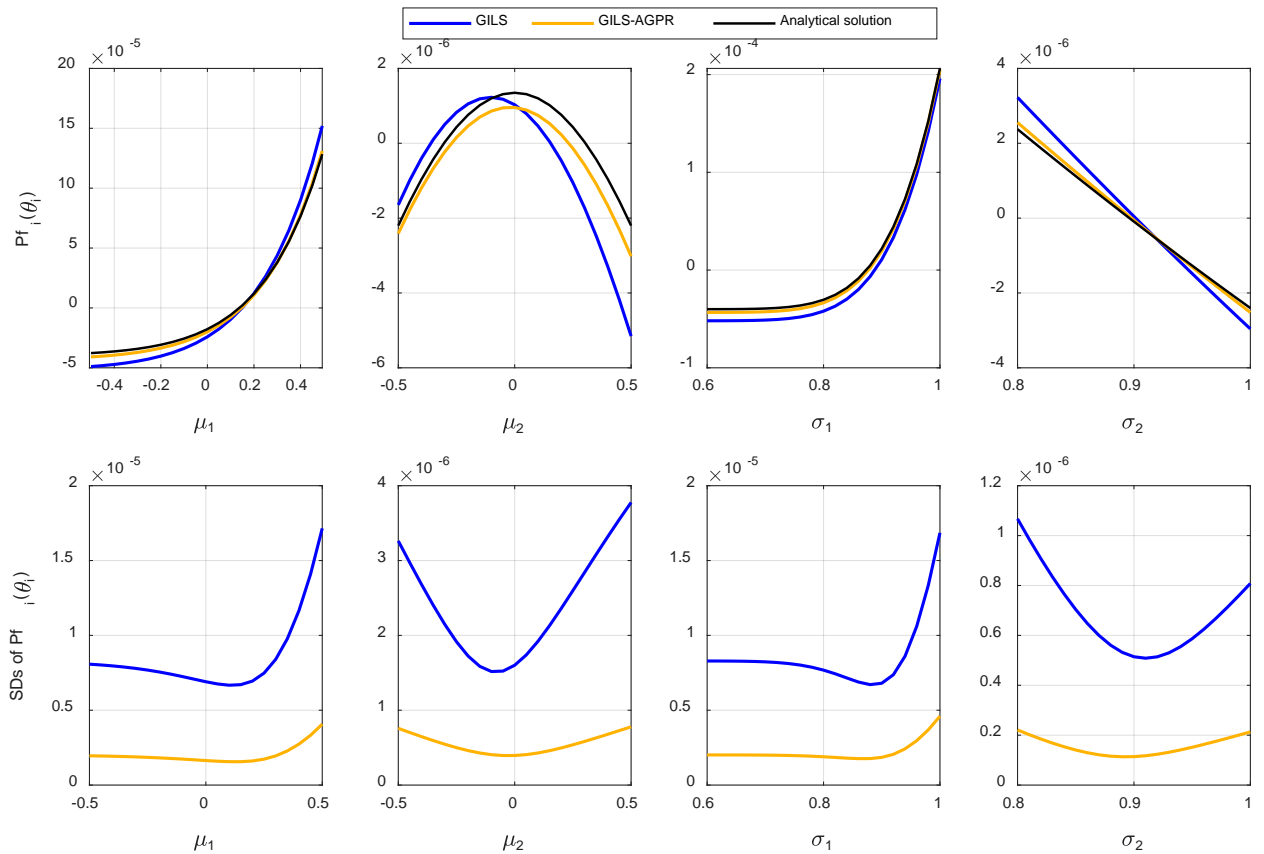 GILS GILS-AGPR Analytical solution
× 10 -5 × 10 -6 × 10 -4 × 10 -6
20 2 2 4
15 0 2
10 -2 0
5 0
0 -4 -2
-5 -6 -1 -4
-0.4 -0.2 0 0.2 0.4 -0.5 0 0.5 0.6 0.8 1 0.8 0.9 1
Pf i (θi)
μ1 μ2 σ1 σ2
× 10 -5 × 10 -6 × 10 -5 × 10 -6
2 4 2 1.2
1.5 3 1.5 1
0.8
1 2 1 0.6
0.5 1 0.5 0.4
0.2
0 0 0 0
-0.5 0 0.5 -0.5 0 0.5 0.6 0.8 1 0.8 0.9 1
SDs of Pf i(θi)
μ1 μ2 σ1 σ2